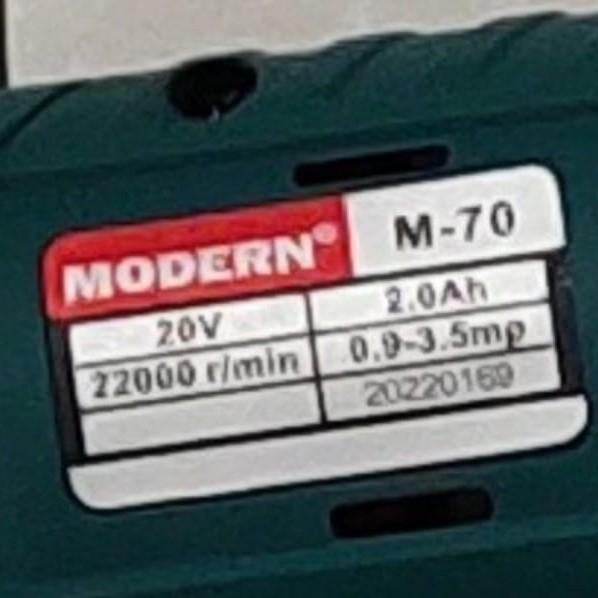 MODERN® M-70
20V 2.0Ah
22000 r/min 0.9-3.5mp
20220169